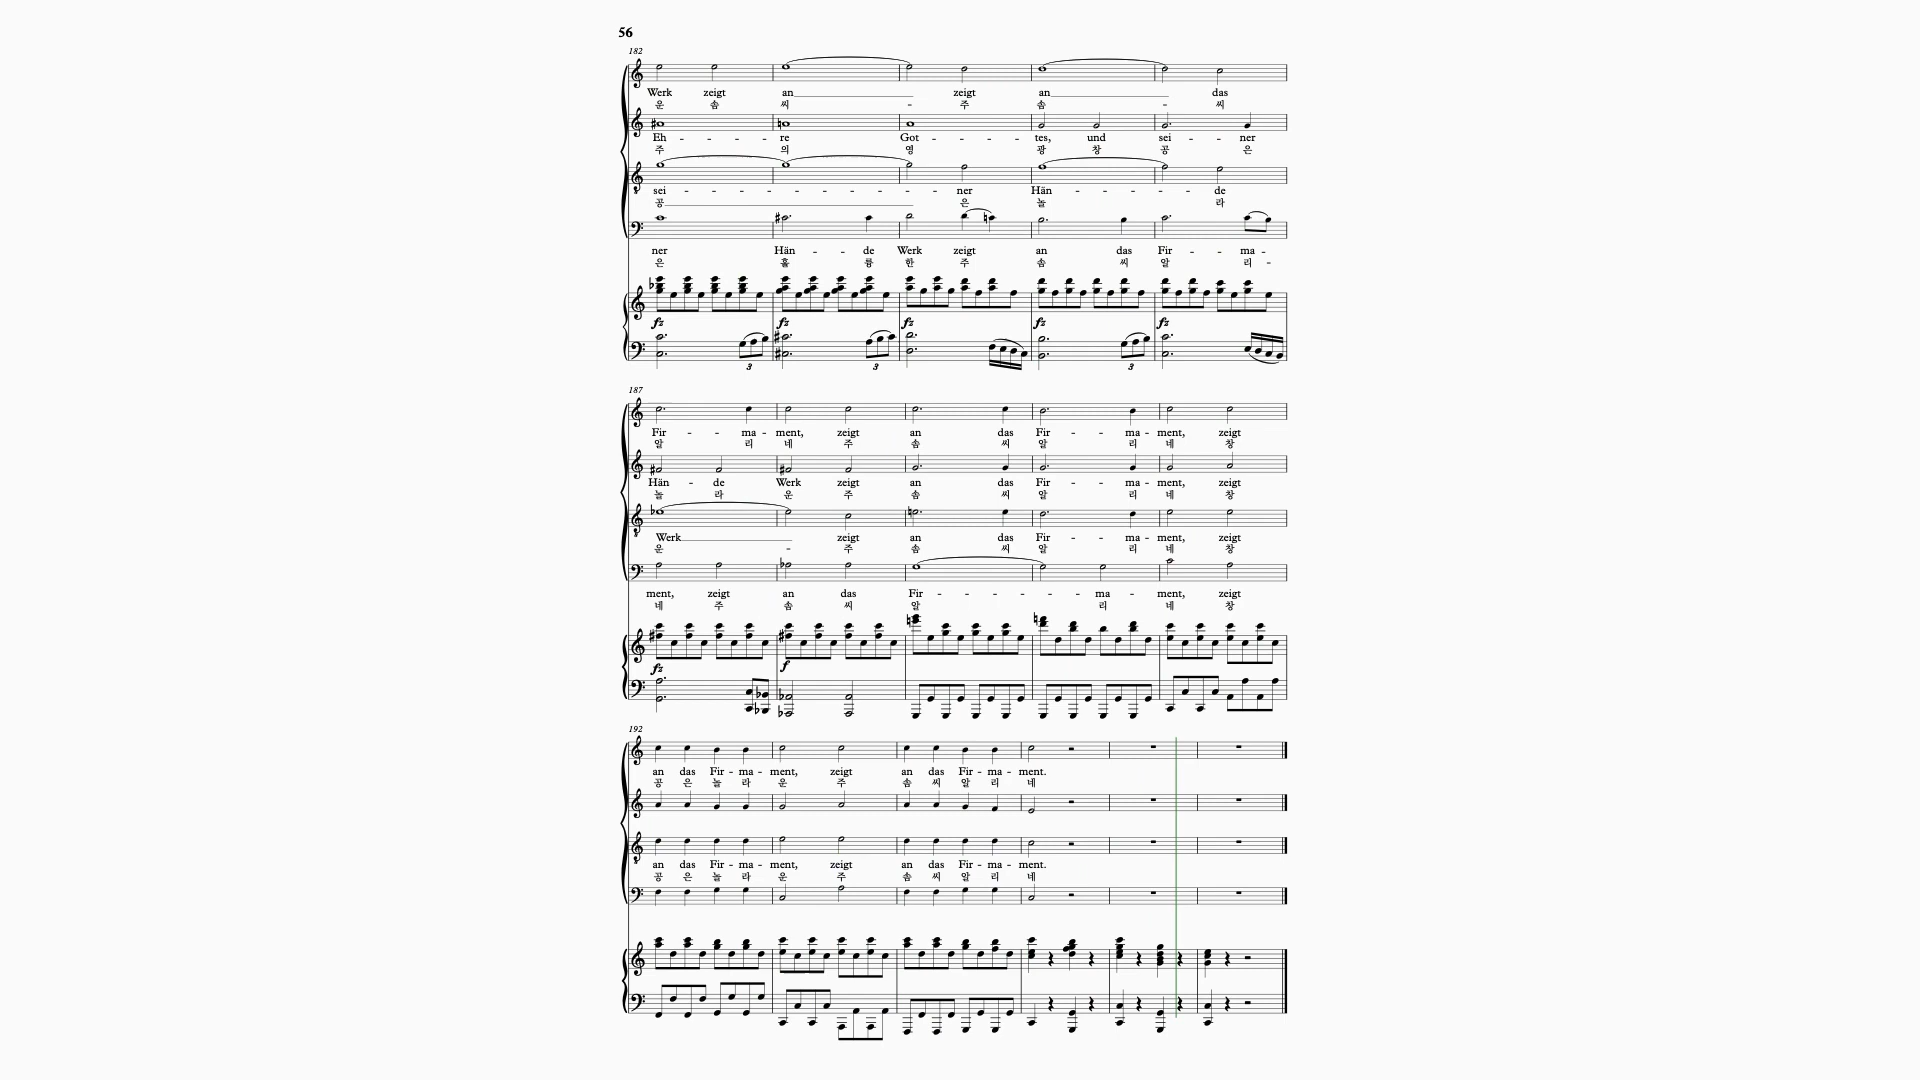 56
182
Werk zeigt an zeigt an das
운 솜 씨 - 주 솜 - 씨
Eh - - re Got - - tes, und sei - ner
주 의 영 광 창 공 은
sei - - - - - - ner Hän - - - de
공 은 놀 라
ner Hän - - de Werk zeigt an das Fir - - ma -
은 훌 륭 한 주 솜 씨 알 리 -
fz fz fz fz fz
3 3 3
187
Fir - - ma - ment, zeigt an das Fir - - ma - ment, zeigt
알 리 네 주 솜 씨 알 리 네 창
Hän - de Werk zeigt an das Fir - - ma - ment, zeigt
놀 라 운 주 솜 씨 알 리 네 창
Werk zeigt an das Fir - - ma - ment, zeigt
운 - 주 솜 씨 알 리 네 창
ment, zeigt an das Fir - - - - ma - ment, zeigt
네 주 솜 씨 알 리 네 창
fz f
192
an das Fir - ma - ment, zeigt an das Fir - ma - ment.
공 은 놀 라 운 주 솜 씨 알 리 네
an das Fir - ma - ment, zeigt an das Fir - ma - ment.
공 은 놀 라 운 주 솜 씨 알 리 네